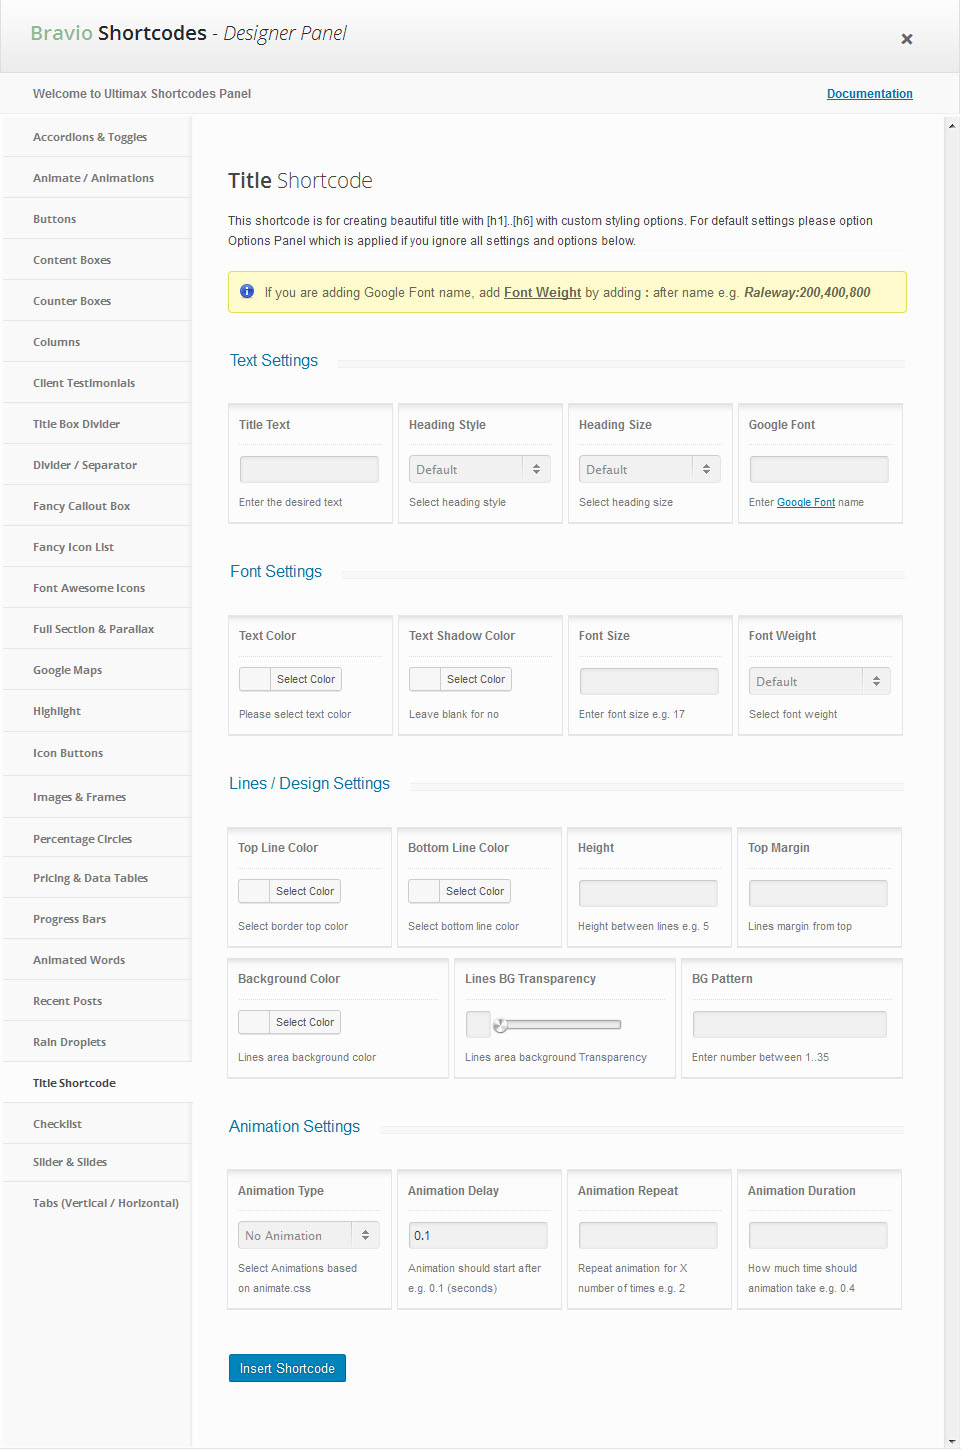 Bravio Shortcodes - Designer Panel
Welcome to Ultimax Shortcodes Panel
Documentation
Accordions & Toggles
Animate / Animations
Buttons
Content Boxes
Counter Boxes
Columns
Client Testimonials
Title Box Divider
Divider / Separator
Fancy Callout Box
Fancy Icon List
Font Awesome Icons
Full Section & Parallax
Google Maps
Highlight
Icon Buttons
Images & Frames
Percentage Circles
Pricing & Data Tables
Progress Bars
Animated Words
Recent Posts
Rain Droplets
Title Shortcode
Checklist
Slider & Slides
Tabs (Vertical / Horizontal)
Title Shortcode
This shortcode is for creating beautiful title with [h1]..[h6] with custom styling options. For default settings please option
Options Panel which is applied if you ignore all settings and options below.
If you are adding Google Font name, add Font Weight by adding : after name e.g. Raleway:200,400,800
Text Settings
Title Text
Enter the desired text
Heading Style
Default
Select heading style
Heading Size
Default
Select heading size
Google Font
Enter Google Font name
Font Settings
Text Color
Select Color
Please select text color
Text Shadow Color
Select Color
Leave blank for no
Font Size
Enter font size e.g. 17
Font Weight
Default
Select font weight
Lines / Design Settings
Top Line Color
Select Color
Select border top color
Bottom Line Color
Select Color
Select bottom line color
Height
Height between lines e.g. 5
Top Margin
Lines margin from top
Background Color
Select Color
Lines area background color
Lines BG Transparency
Lines area background Transparency
BG Pattern
Enter number between 1..35
Animation Settings
Animation Type
No Animation
Select Animations based
on animate.css
Animation Delay
0.1
Animation should start after
e.g. 0.1 (seconds)
Animation Repeat
Repeat animation for X
number of times e.g. 2
Animation Duration
How much time should
animation take e.g. 0.4
Insert Shortcode